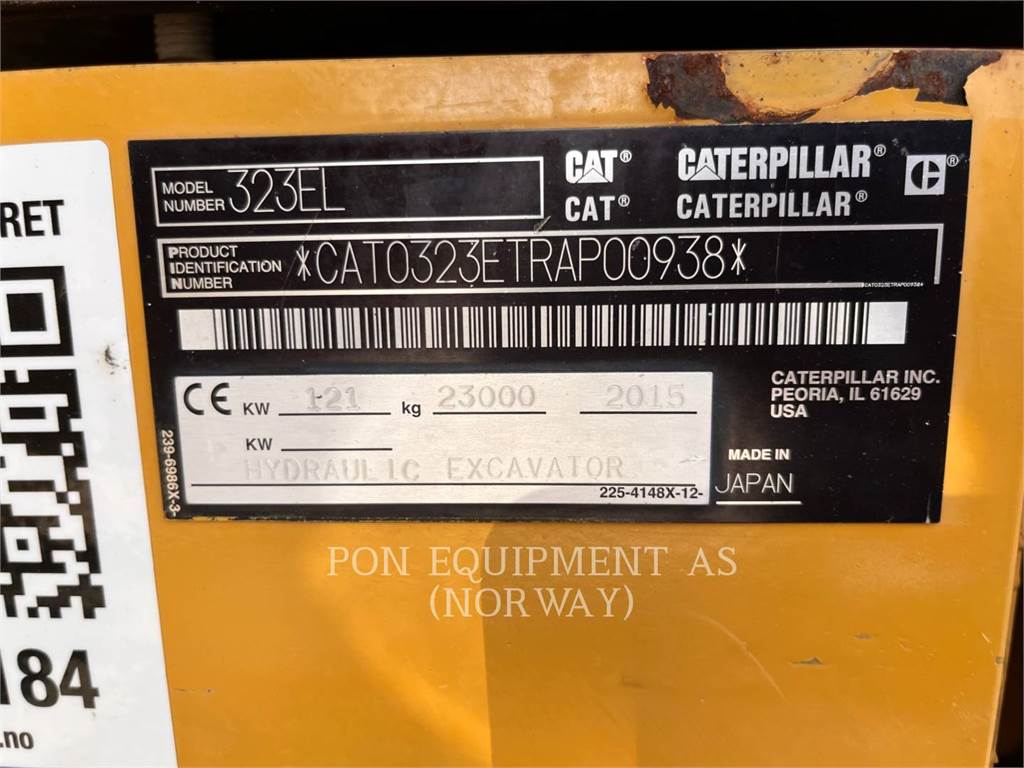 RET
184
.no
MODEL
NUMBER 323EL
CAT® CATERPILLAR®
CAT® CATERPILLAR®
PRODUCT
IDENTIFICATION
NUMBER
*CAT0323ETRAP00938*
*CAT0323ETRAP00938*
CE KW 121 kg 23000 2015
KW
HYDRAULIC EXCAVATOR
225-4148X-12-
239-6986X-3-
CATERPILLAR INC.
PEORIA, IL 61629
USA
MADE IN
JAPAN
PON EQUIPMENT AS
(NORWAY)